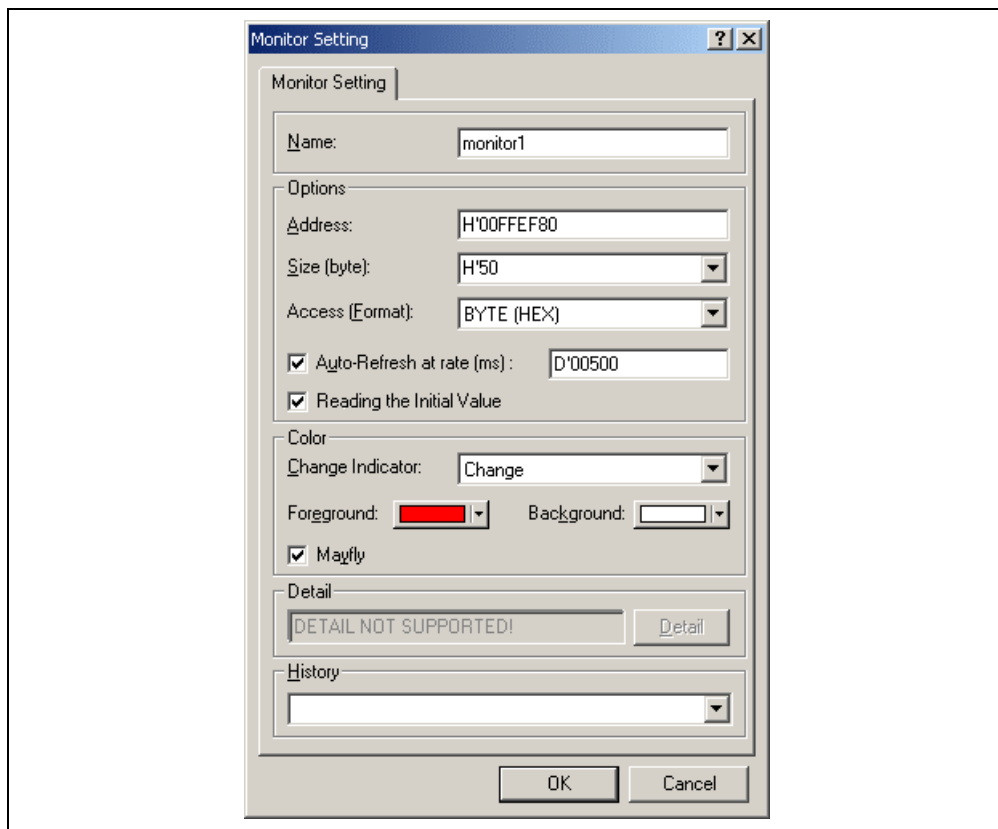 Monitor Setting
Monitor Setting
Name: monitor1
Options
Address: H'00FFEF80
Size (byte): H'50
Access (Format): BYTE (HEX)
Auto-Refresh at rate (ms) : D'00500
Reading the Initial Value
Color
Change Indicator: Change
Foreground: Background:
Mayfly
Detail
DETAIL NOT SUPPORTED! Detail
History
OK Cancel